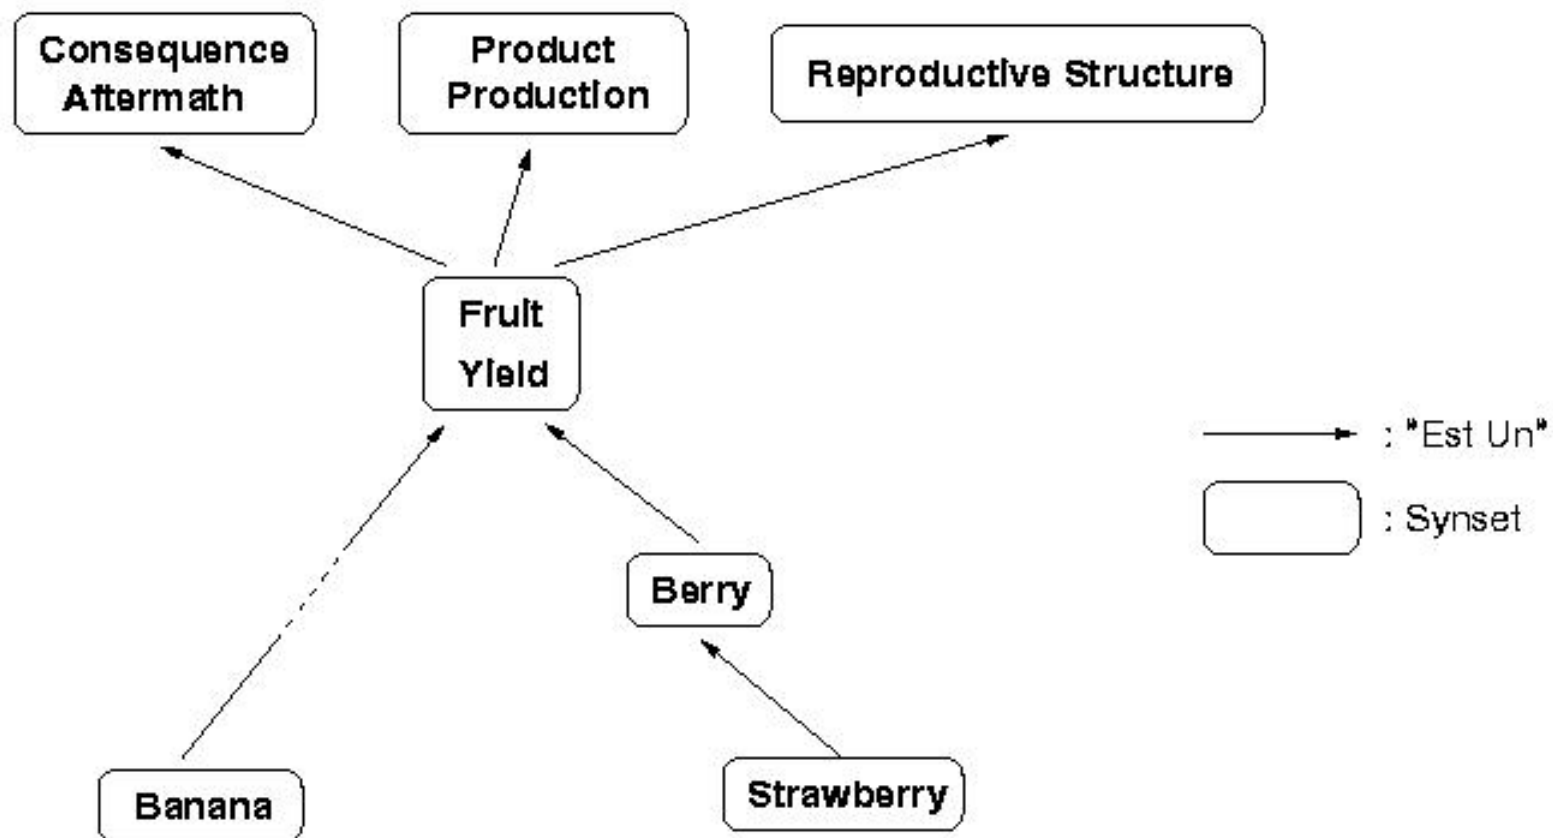 Consequence
Aftermath
Product
Production
Reproductive Structure
Fruit
Yield
: "Est Un"
: Synset
Berry
Banana
Strawberry